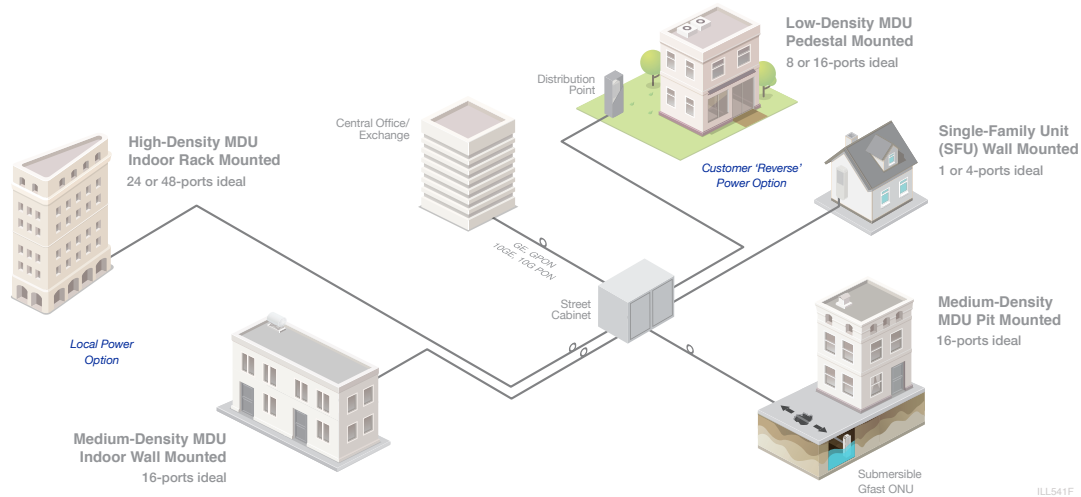 Low-Density MDU
Pedestal Mounted
8 or 16-ports ideal
Distribution
Point
Central Office/
Exchange
High-Density MDU
Indoor Rack Mounted
24 or 48-ports ideal
Single-Family Unit
(SFU) Wall Mounted
1 or 4-ports ideal
Customer ‘Reverse’
Power Option
GE, GPON
10GE, 10G PON
Street
Cabinet
Medium-Density
MDU Pit Mounted
16-ports ideal
Local Power
Option
Medium-Density MDU
Indoor Wall Mounted
16-ports ideal
Submersible
Gfast ONU
ILL541F